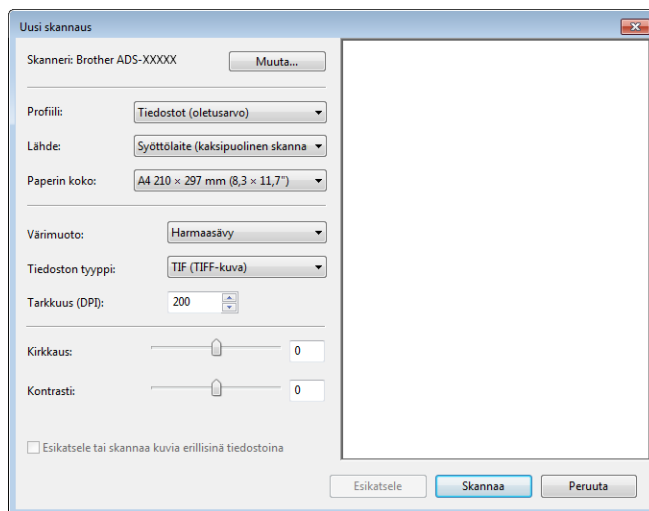 Uusi skannaus
Skanneri: Brother ADS-XXXXX Muuta...
Profiili: Tiedostot (oletusarvo)
Lähde: Syöttölaite (kaksipuolinen skanna
Paperin koko: A4 210 × 297 mm (8,3 × 11,7")
Värimuoto: Harmaasävy
Tiedoston tyyppi: TIF (TIFF-kuva)
Tarkkuus (DPI): 200
Kirkkaus: 0
Kontrasti: 0
Esikatsele tai skannaa kuvia erillisinä tiedostoina
Esikatsele Skannaa Peruuta